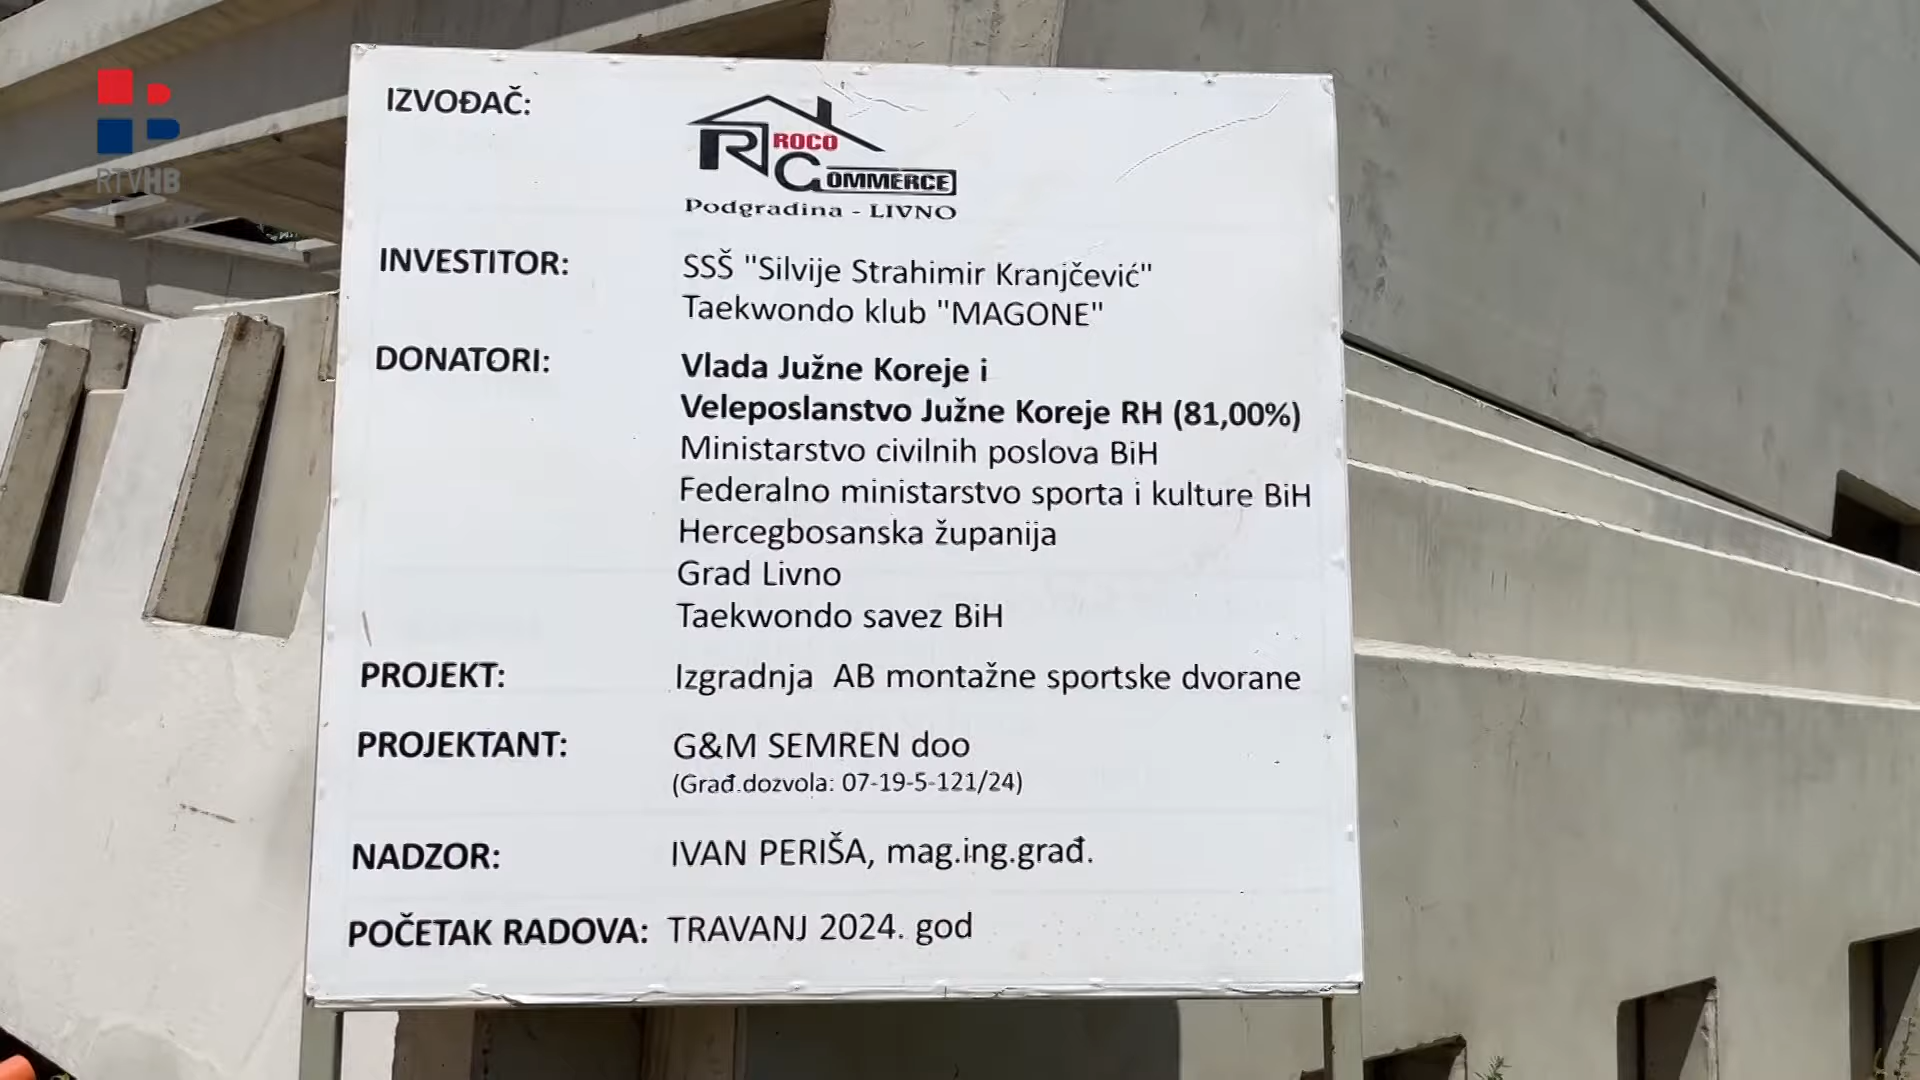 RTVHB
IZVOĐAČ:
ROCO
COMMERCE
Podgradina - LIVNO
INVESTITOR: SSŠ "Silvije Strahimir Kranjčević"
Taekwondo klub "MAGONE"
DONATORI: Vlada Južne Koreje i
Veleposlanstvo Južne Koreje RH (81,00%)
Ministarstvo civilnih poslova BiH
Federalno ministarstvo sporta i kulture BiH
Hercegbosanska županija
Grad Livno
Taekwondo savez BiH
PROJEKT: Izgradnja AB montažne sportske dvorane
PROJEKTANT: G&M SEMREN doo
(Građ.dozvola: 07-19-5-121/24)
NADZOR: IVAN PERIŠA, mag.ing.građ.
POČETAK RADOVA: TRAVANJ 2024. god